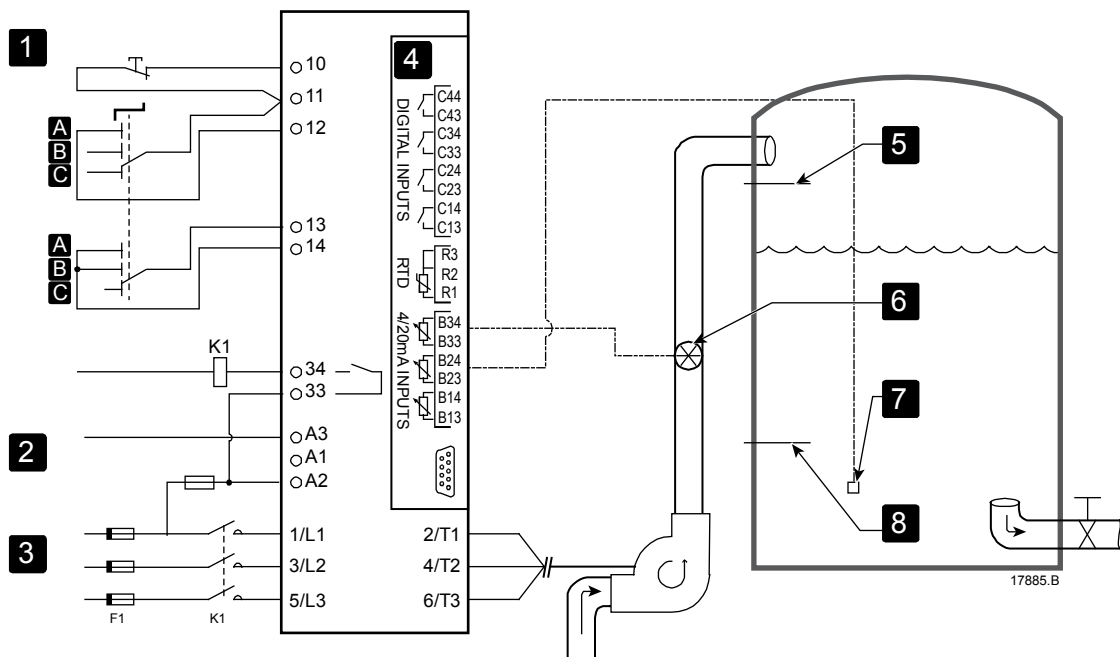 1
10
11
12
A
B
C
13
14
A
B
C
K1
34
33
2
A3
A1
A2
3
1/L1
3/L2
5/L3
F1
K1
2/T1
4/T2
6/T3
4
DIGITAL INPUTS
C44
C43
C34
C33
C24
C23
C14
C13
RTD
R3
R2
R1
4/20mA INPUTS
B34
B33
B24
B23
B14
B13
5
6
7
8
17885.B